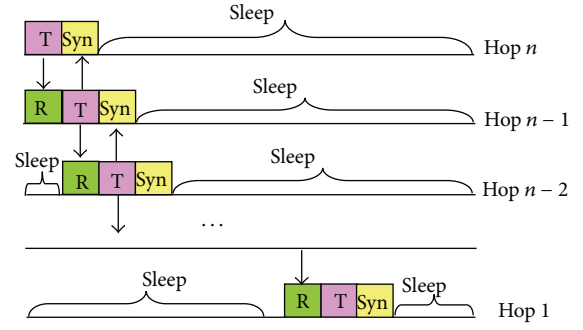 Sleep
T Syn
Hop n
Sleep
R T Syn
Hop n − 1
Sleep
Sleep
R T Syn
Hop n − 2
...
Sleep
Sleep
R T Syn
Hop 1